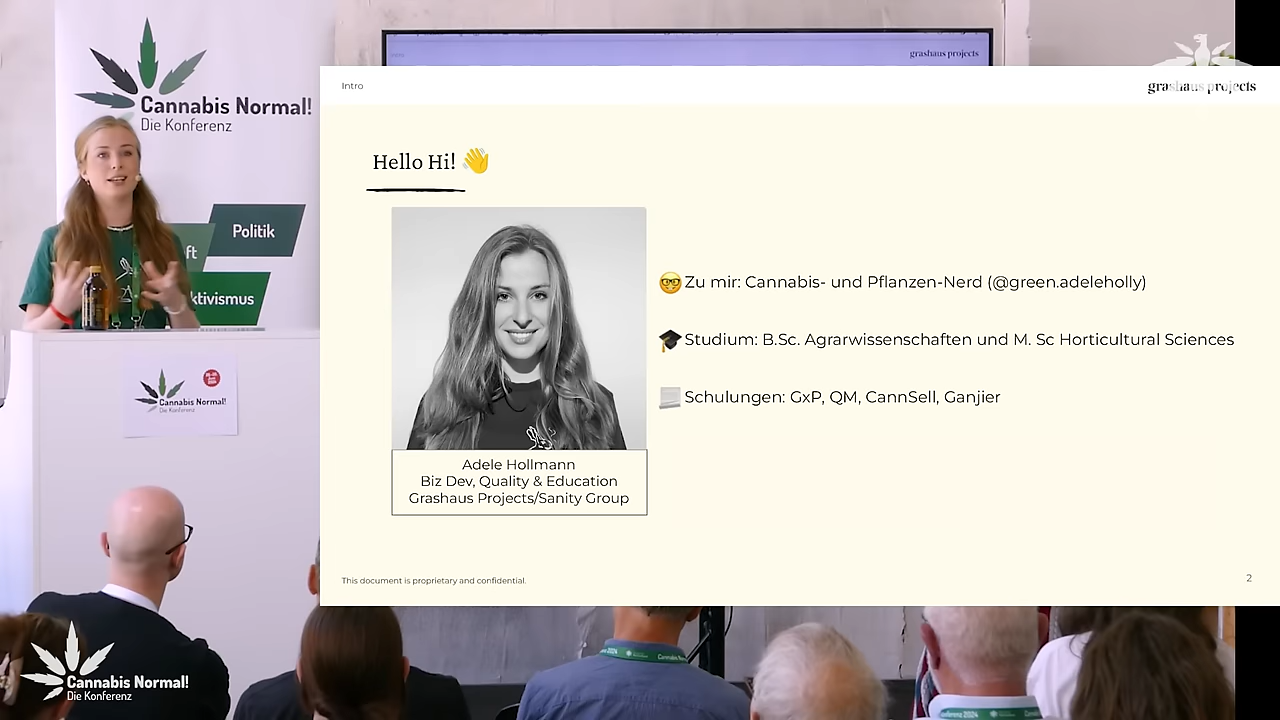 Cannabis Normal!
Die Konferenz
Politik
ft
ktivismus
Cannabis Normal!
Die Konferenz
grashaus projects
Intro
grashaus projects
Hello Hi! 👋
🤓 Zu mir: Cannabis- und Pflanzen-Nerd (@green.adeleholly)
🎓 Studium: B.Sc. Agrarwissenschaften und M. Sc Horticultural Sciences
📜 Schulungen: GxP, QM, CannSell, Ganjier
Adele Hollmann
Biz Dev, Quality & Education
Grashaus Projects/Sanity Group
This document is proprietary and confidential.
2
Cannabis Normal!
Die Konferenz